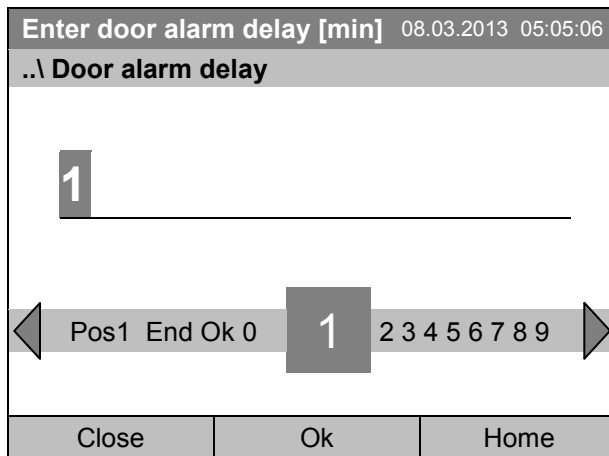 Enter door alarm delay [min] 08.03.2013 05:05:06
..\ Door alarm delay
1
Pos1 End Ok 0 1 2 3 4 5 6 7 8 9
Close Ok Home